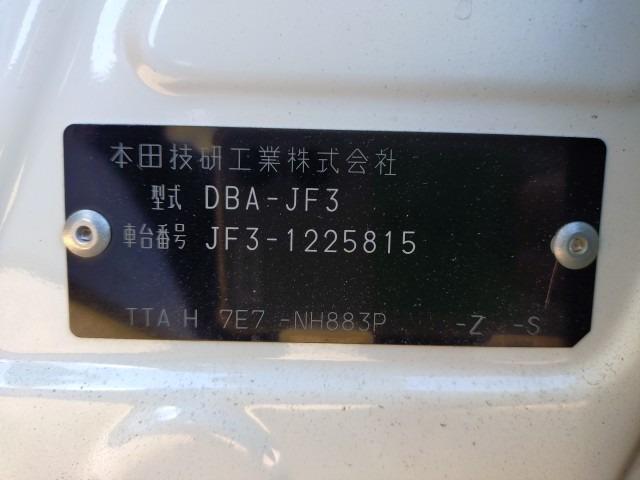 本田技研工業株式会社
型式 DBA-JF3
車台番号 JF3-1225815
TTA H 7E7 -NH883P -Z -S